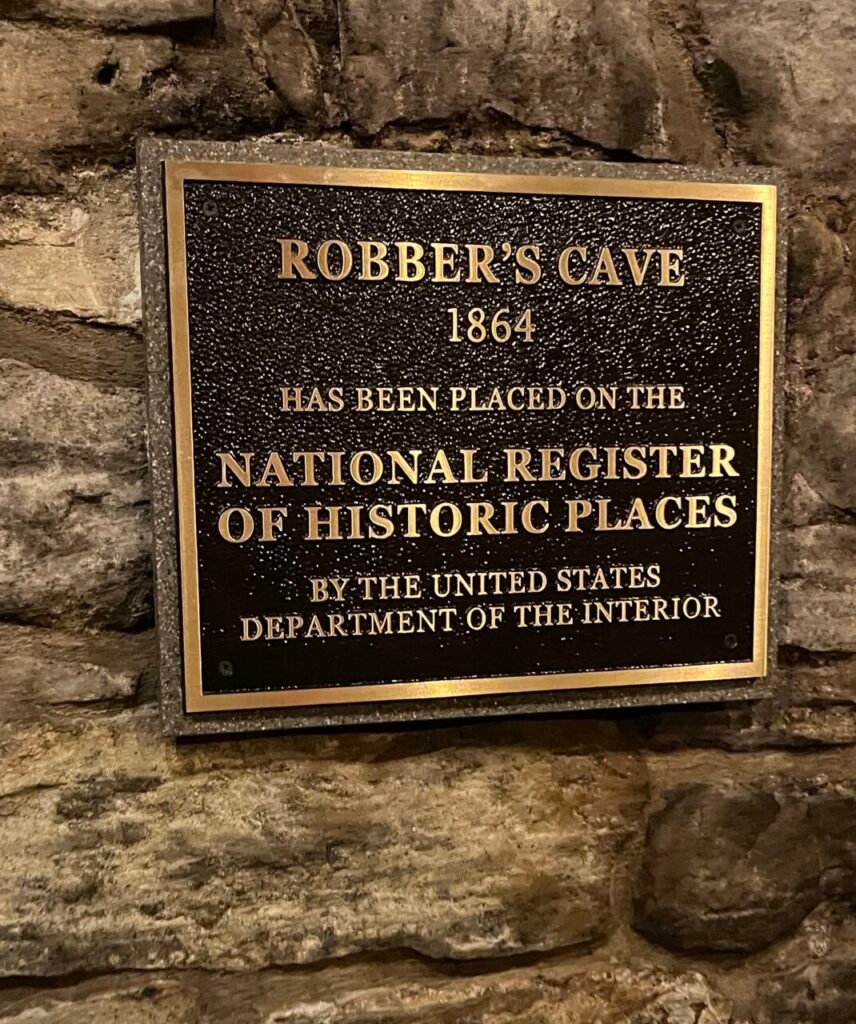 ROBBER'S CAVE
1864
HAS BEEN PLACED ON THE
NATIONAL REGISTER
OF HISTORIC PLACES
BY THE UNITED STATES
DEPARTMENT OF THE INTERIOR